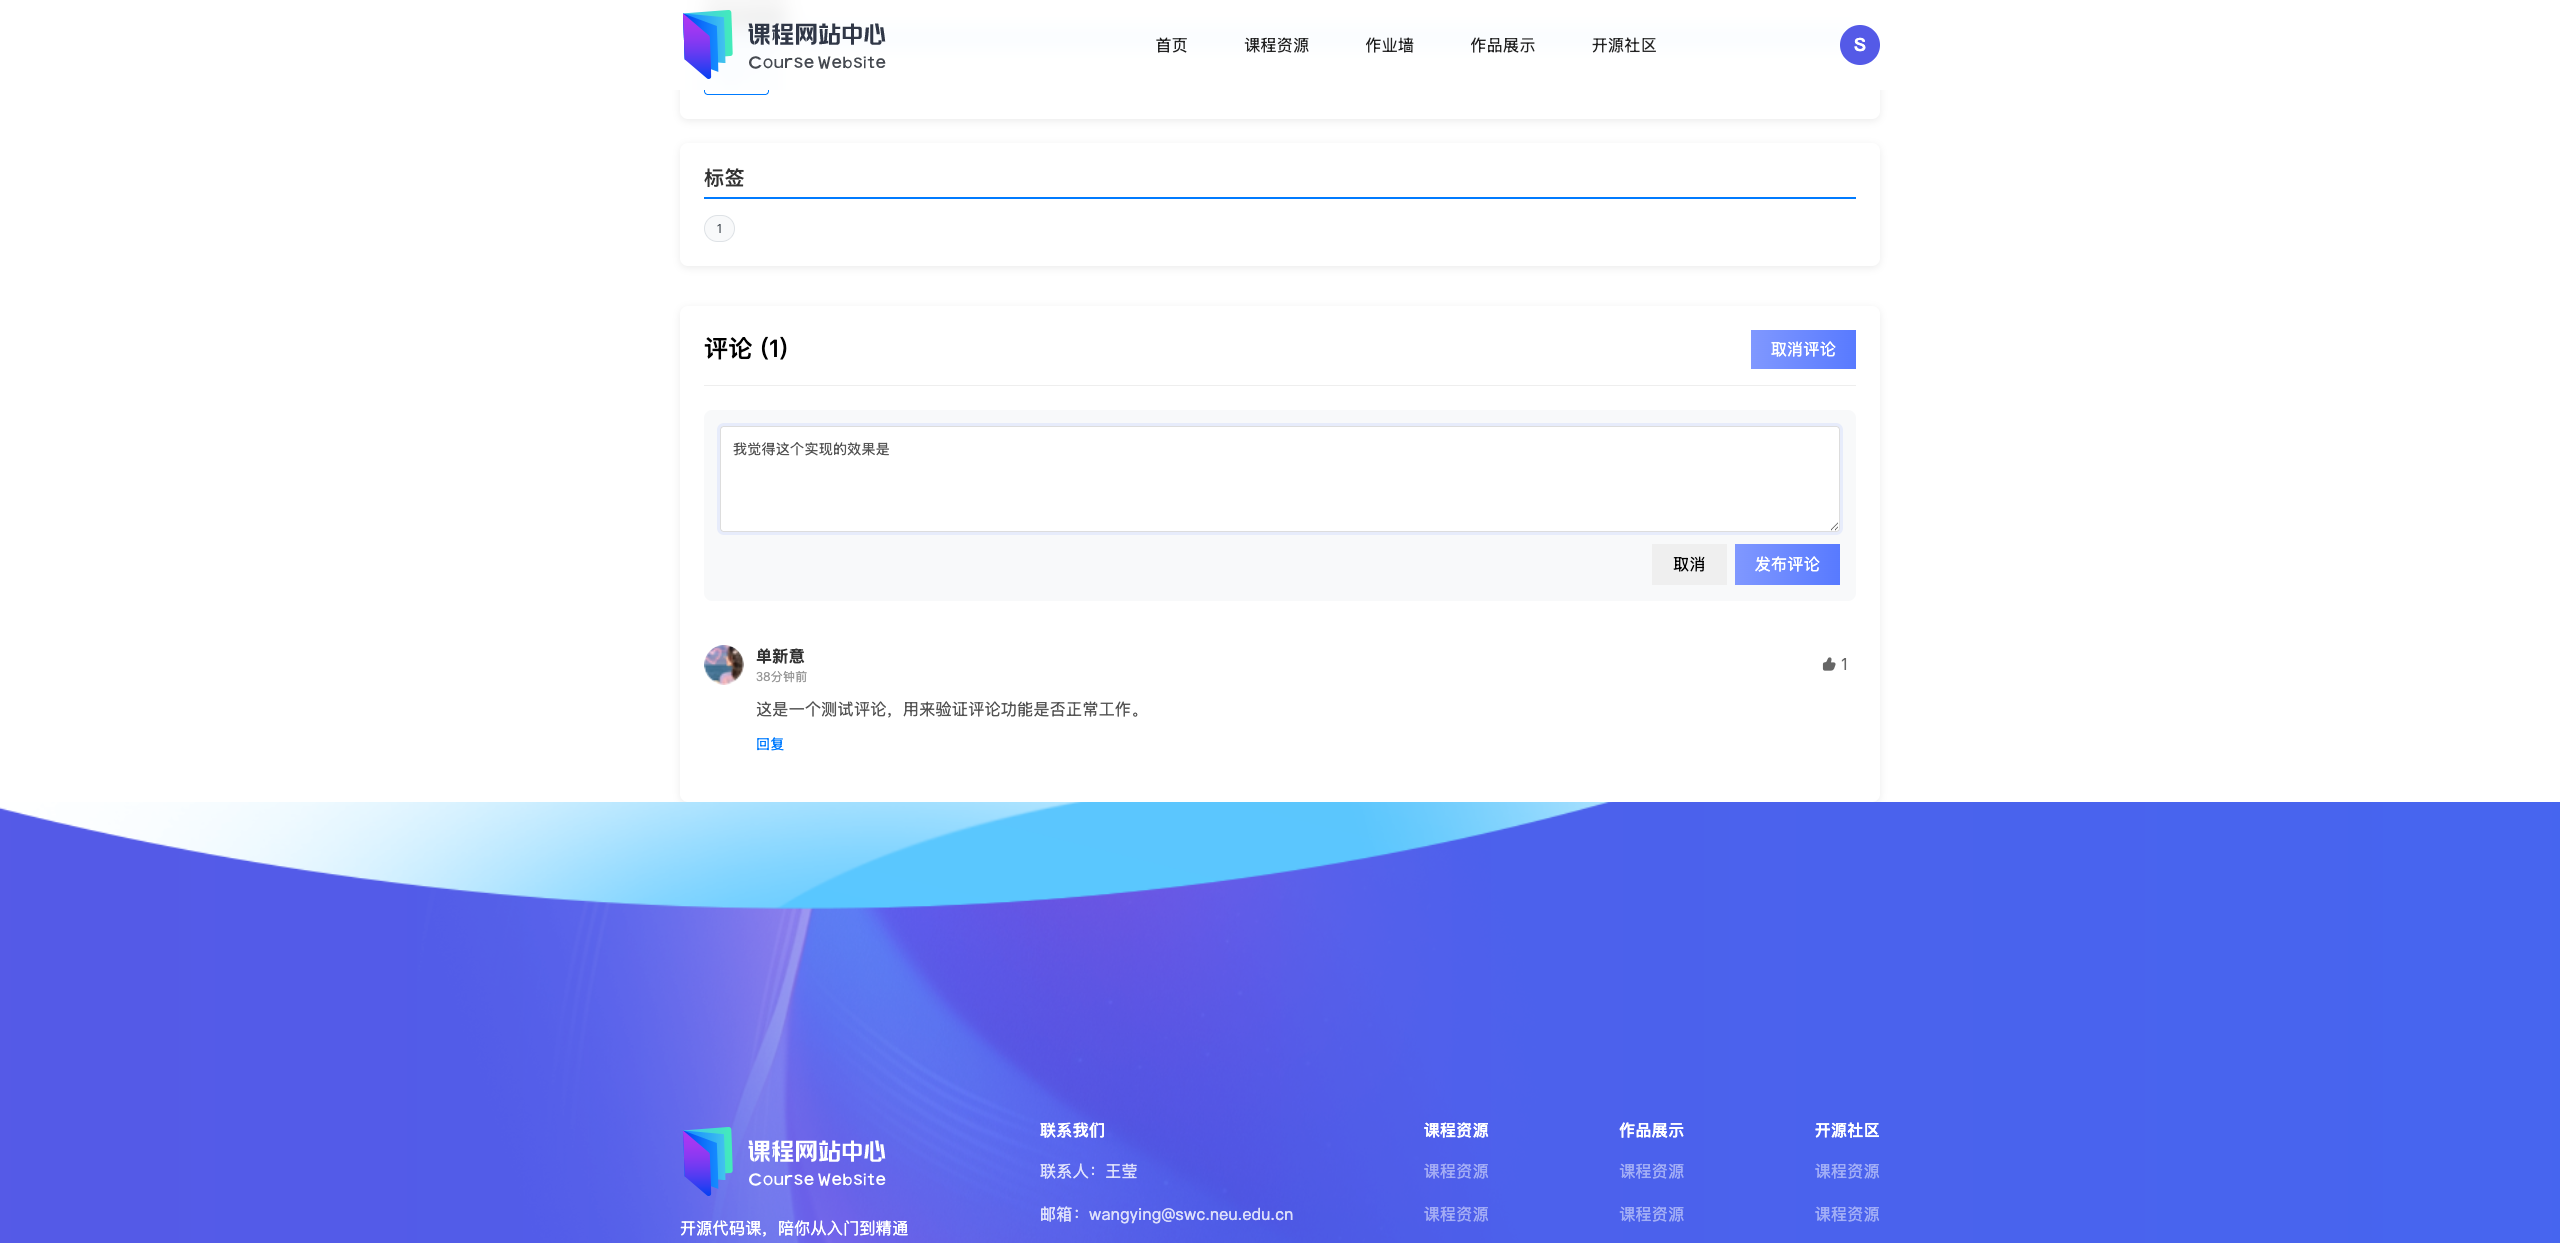 课程网站中心
Course Website
首页
课程资源
作业墙
作品展示
开源社区
S
标签
1
评论 (1)
取消评论
我觉得这个实现的效果是
取消
发布评论
单新意
38分钟前
1
这是一个测试评论，用来验证评论功能是否正常工作。
回复
课程网站中心
Course Website
开源代码课，陪你从入门到精通
联系我们
联系人：王莹
邮箱：wangying@swc.neu.edu.cn
课程资源
课程资源
课程资源
作品展示
课程资源
课程资源
开源社区
课程资源
课程资源